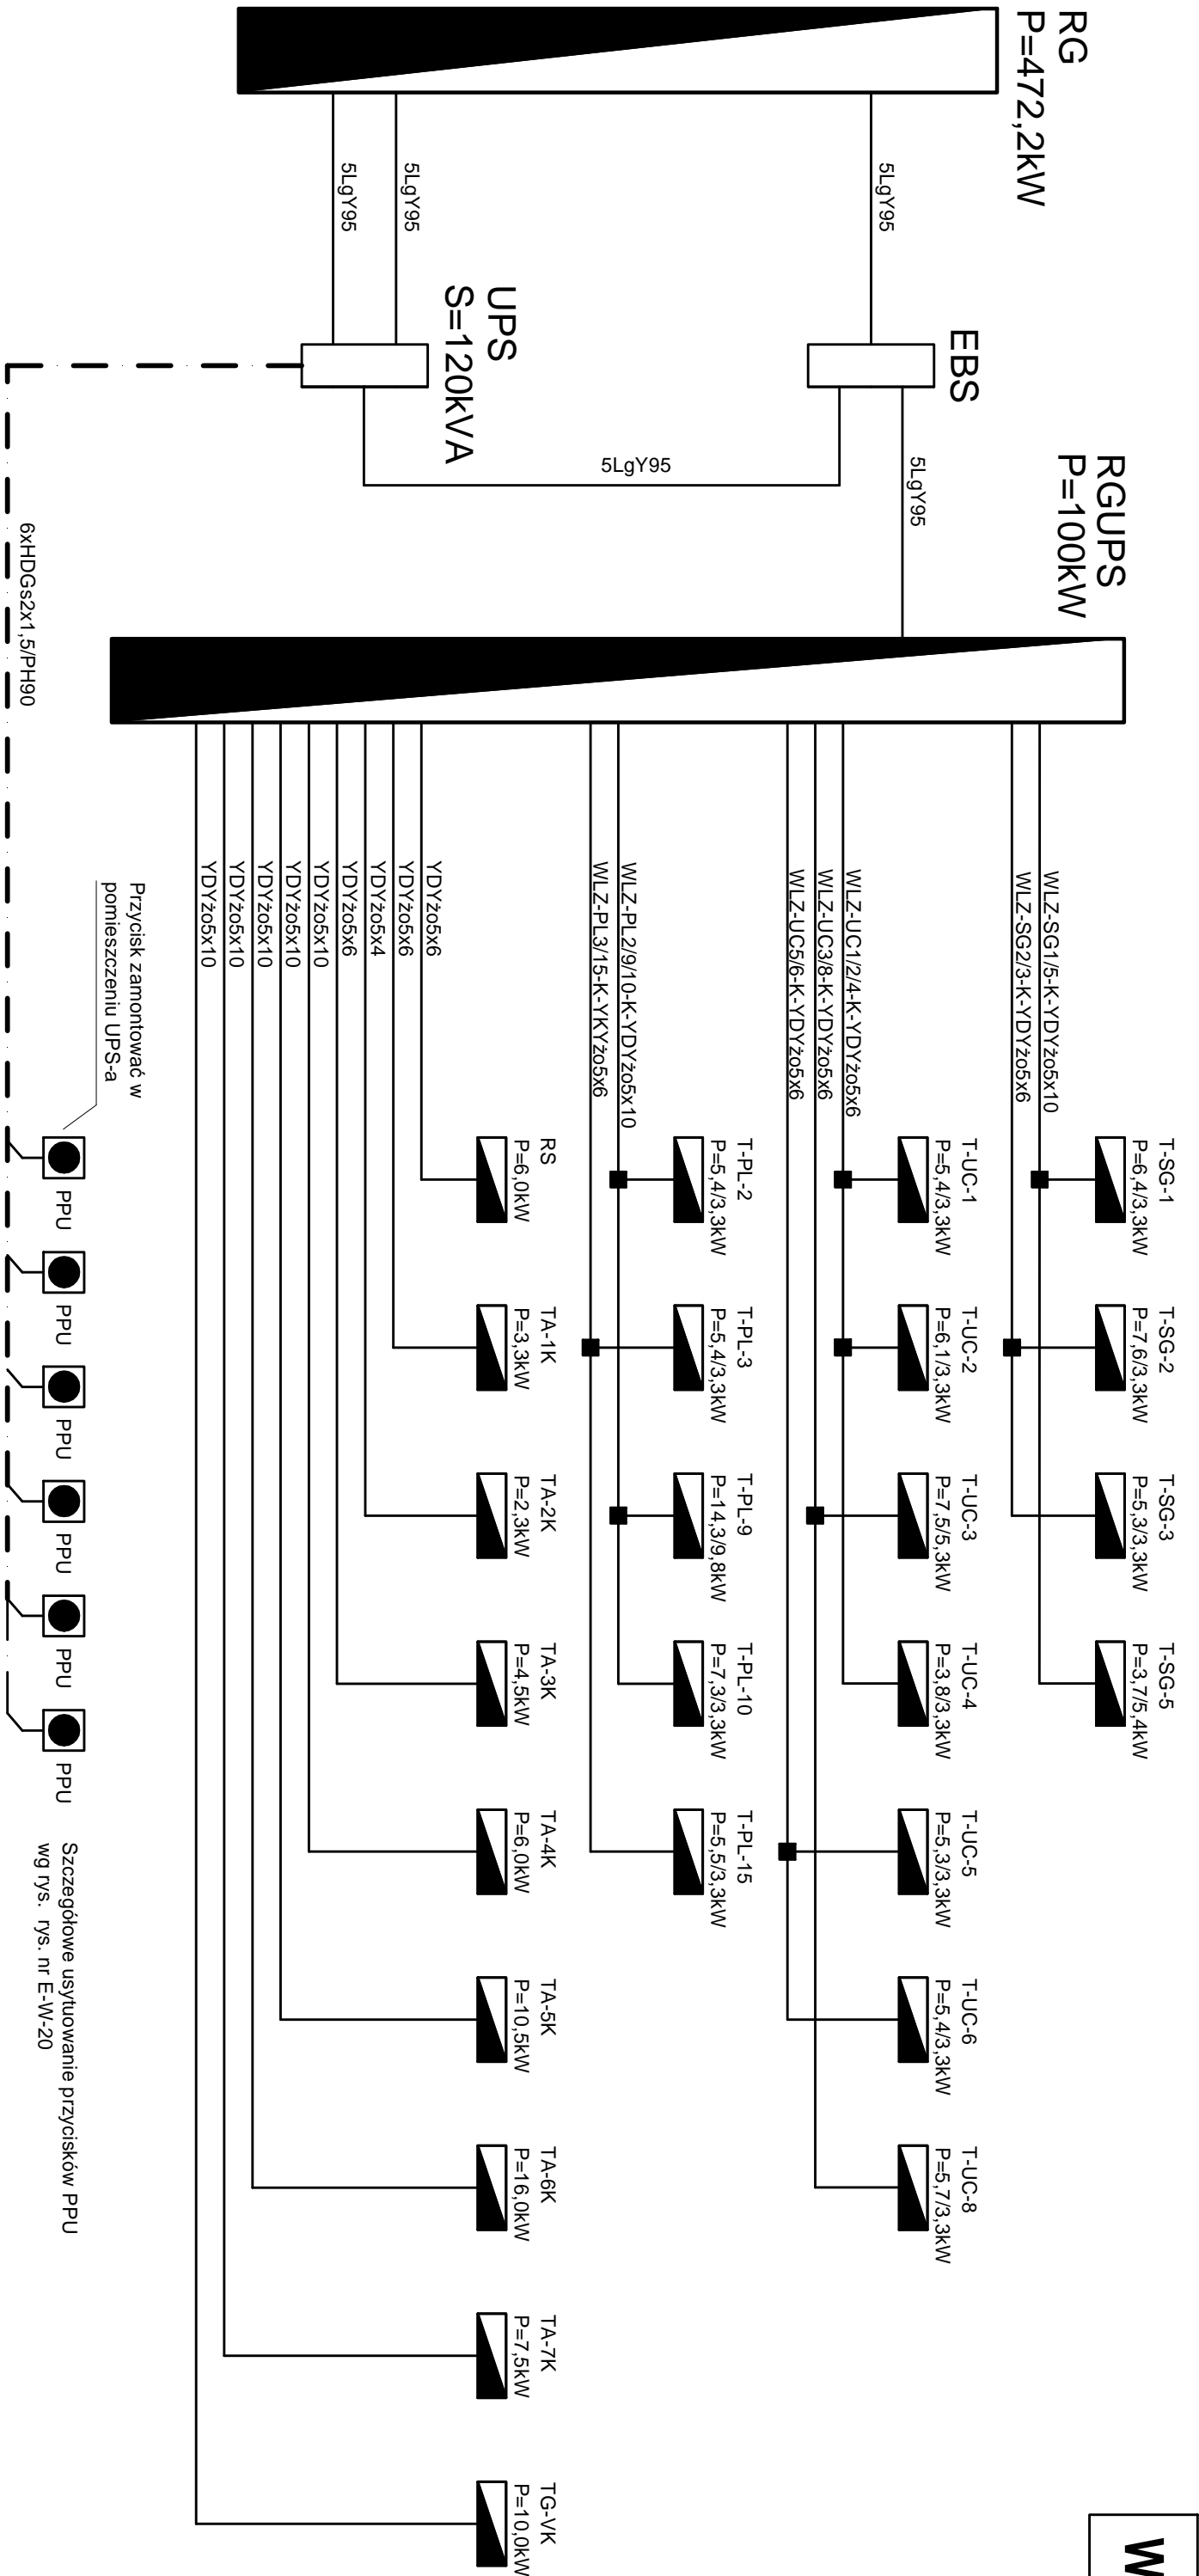 RG
P=472,2kW
5LgY95
5LgY95
5LgY95
EBS
UPS
S=120kVA
5LgY95
5LgY95
RGUPS
P=100kW
WLZ-SG1/5-K-YDYżo5x10
WLZ-SG2/3-K-YDYżo5x6
T-SG-1
P=6,4/3,3kW
T-SG-2
P=7,6/3,3kW
T-SG-3
P=5,3/3,3kW
T-SG-5
P=3,7/5,4kW
WLZ-UC1/2/4-K-YDYżo5x6
WLZ-UC3/8-K-YDYżo5x6
WLZ-UC5/6-K-YDYżo5x6
T-UC-1
P=5,4/3,3kW
T-UC-2
P=6,1/3,3kW
T-UC-3
P=7,5/5,3kW
T-UC-4
P=3,8/3,3kW
T-UC-5
P=5,3/3,3kW
T-UC-6
P=5,4/3,3kW
T-UC-8
P=5,7/3,3kW
WLZ-PL2/9/10-K-YDYżo5x10
WLZ-PL3/15-K-YKYżo5x6
T-PL-2
P=5,4/3,3kW
T-PL-3
P=5,4/3,3kW
T-PL-9
P=14,3/9,8kW
T-PL-10
P=7,3/3,3kW
T-PL-15
P=5,5/3,3kW
YDYżo5x6
YDYżo5x6
YDYżo5x4
YDYżo5x6
YDYżo5x10
YDYżo5x10
YDYżo5x10
YDYżo5x10
YDYżo5x10
RS
P=6,0kW
TA-1K
P=3,3kW
TA-2K
P=2,3kW
TA-3K
P=4,5kW
TA-4K
P=6,0kW
TA-5K
P=10,5kW
TA-6K
P=16,0kW
TA-7K
P=7,5kW
TG-VK
P=10,0kW
6xHDGs2x1,5/PH90
Przycisk zamontować w
pomieszczeniu UPS-a
PPU
PPU
PPU
PPU
PPU
PPU
Szczegółowe usytuowanie przycisków PPU
wg rys. rys. nr E-W-20
W